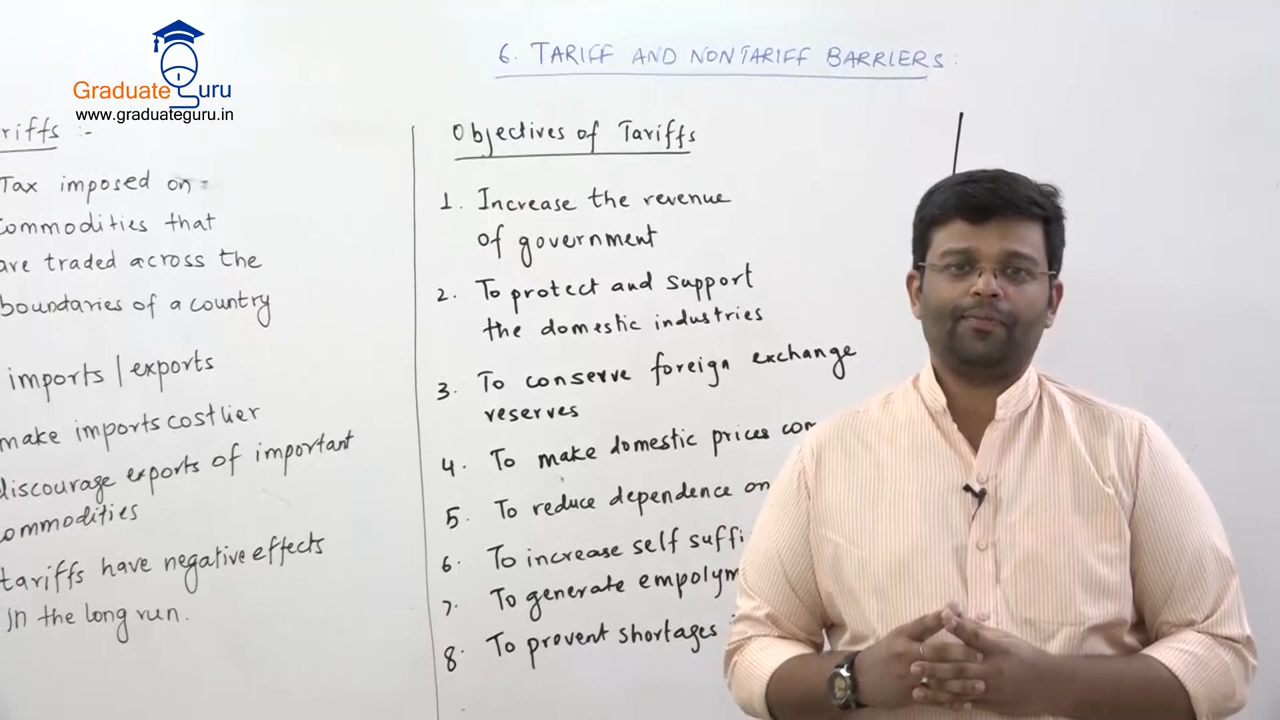 Graduate Guru
www.graduateguru.in
6. TARIFF AND NONTARIFF BARRIERS:
riffs :-
Tax imposed on
commodities that
are traded across the
boundaries of a country
imports / exports
make imports costlier
discourage exports of important
commodities
tariffs have negative effects
in the long run.
Objectives of Tariffs
1. Increase the revenue
of government
2. To protect and support
the domestic industries
3. To conserve foreign exchange
reserves
4. To make domestic prices com
5. To reduce dependence on
6. To increase self suffi
7. To generate empolym
8. To prevent shortages